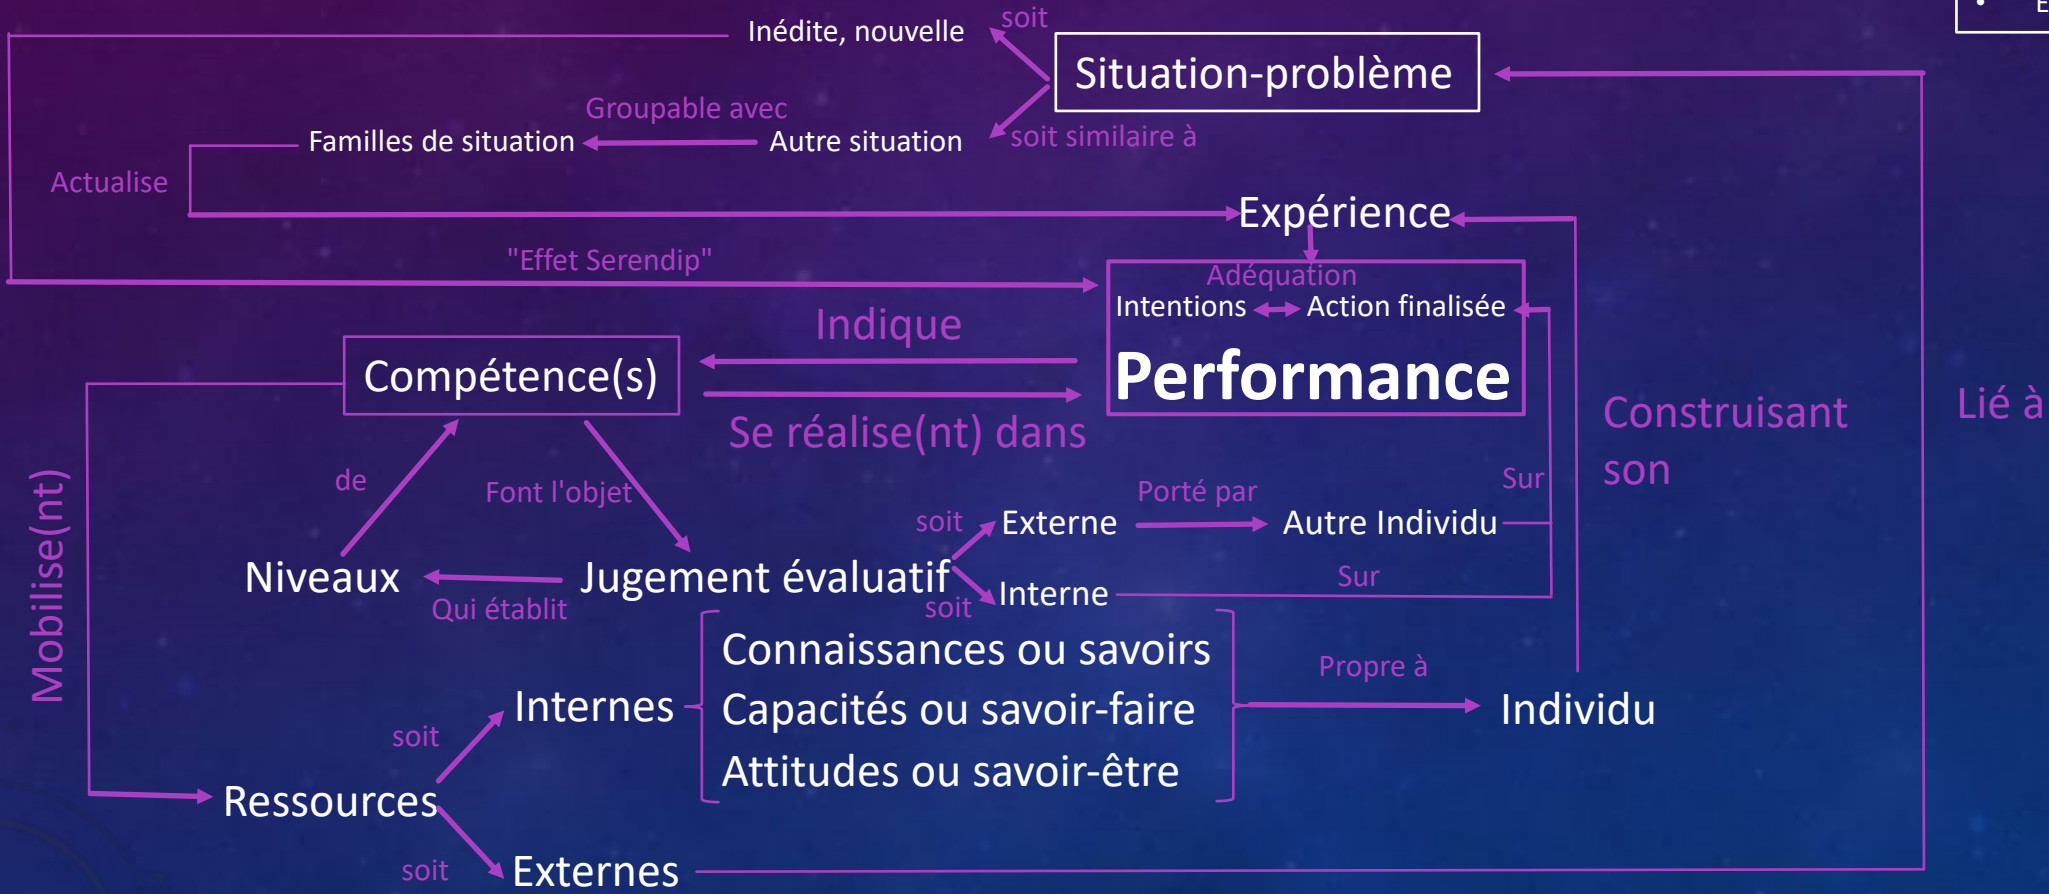 soit
Inédite, nouvelle
Situation-problème
Groupable avec
Familles de situation
Autre situation
soit similaire à
Actualise
Expérience
"Effet Serendip"
Adéquation
Intentions
Action finalisée
Indique
Compétence(s)
Performance
Se réalise(nt) dans
Construisant
son
Lié à
Mobilise(nt)
de
Font l'objet
Porté par
Sur
soit
Externe
Autre Individu
Niveaux
Jugement évaluatif
Sur
Interne
Qui établit
soit
Connaissances ou savoirs
Propre à
Internes
Capacités ou savoir-faire
Individu
soit
Attitudes ou savoir-être
Ressources
soit
Externes